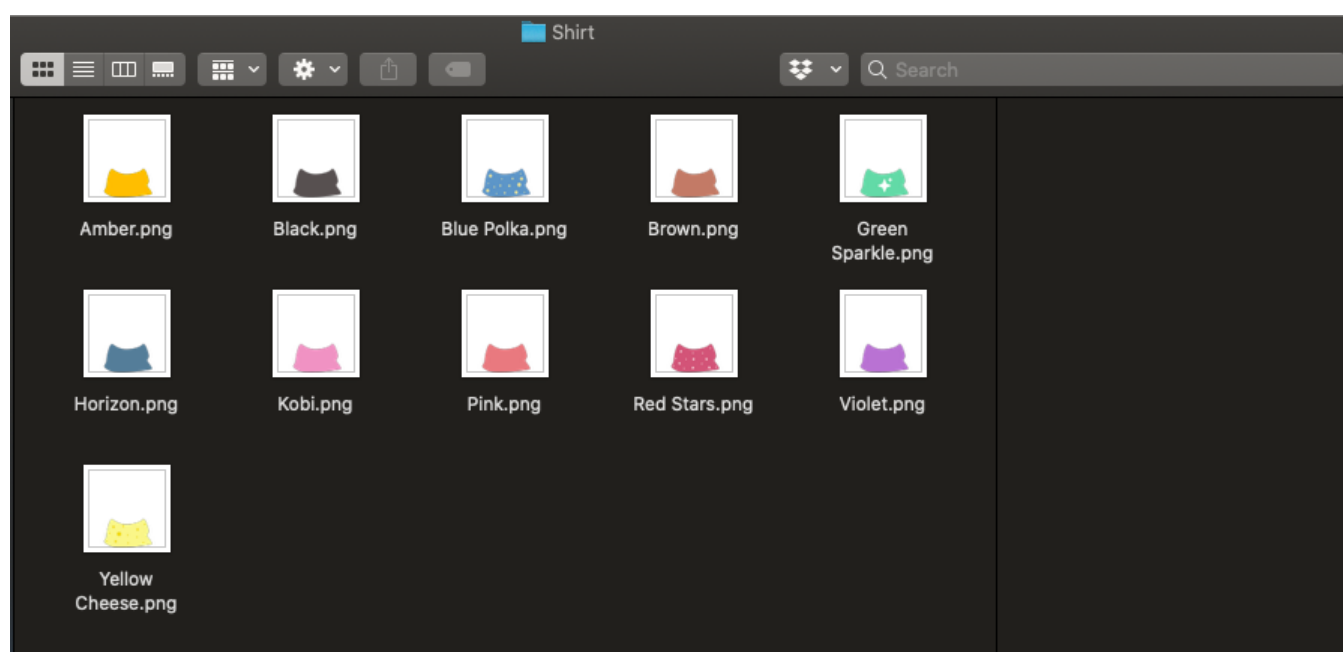 Shirt
Search
Amber.png
Black.png
Blue Polka.png
Brown.png
Green
Sparkle.png
Horizon.png
Kobi.png
Pink.png
Red Stars.png
Violet.png
Yellow
Cheese.png